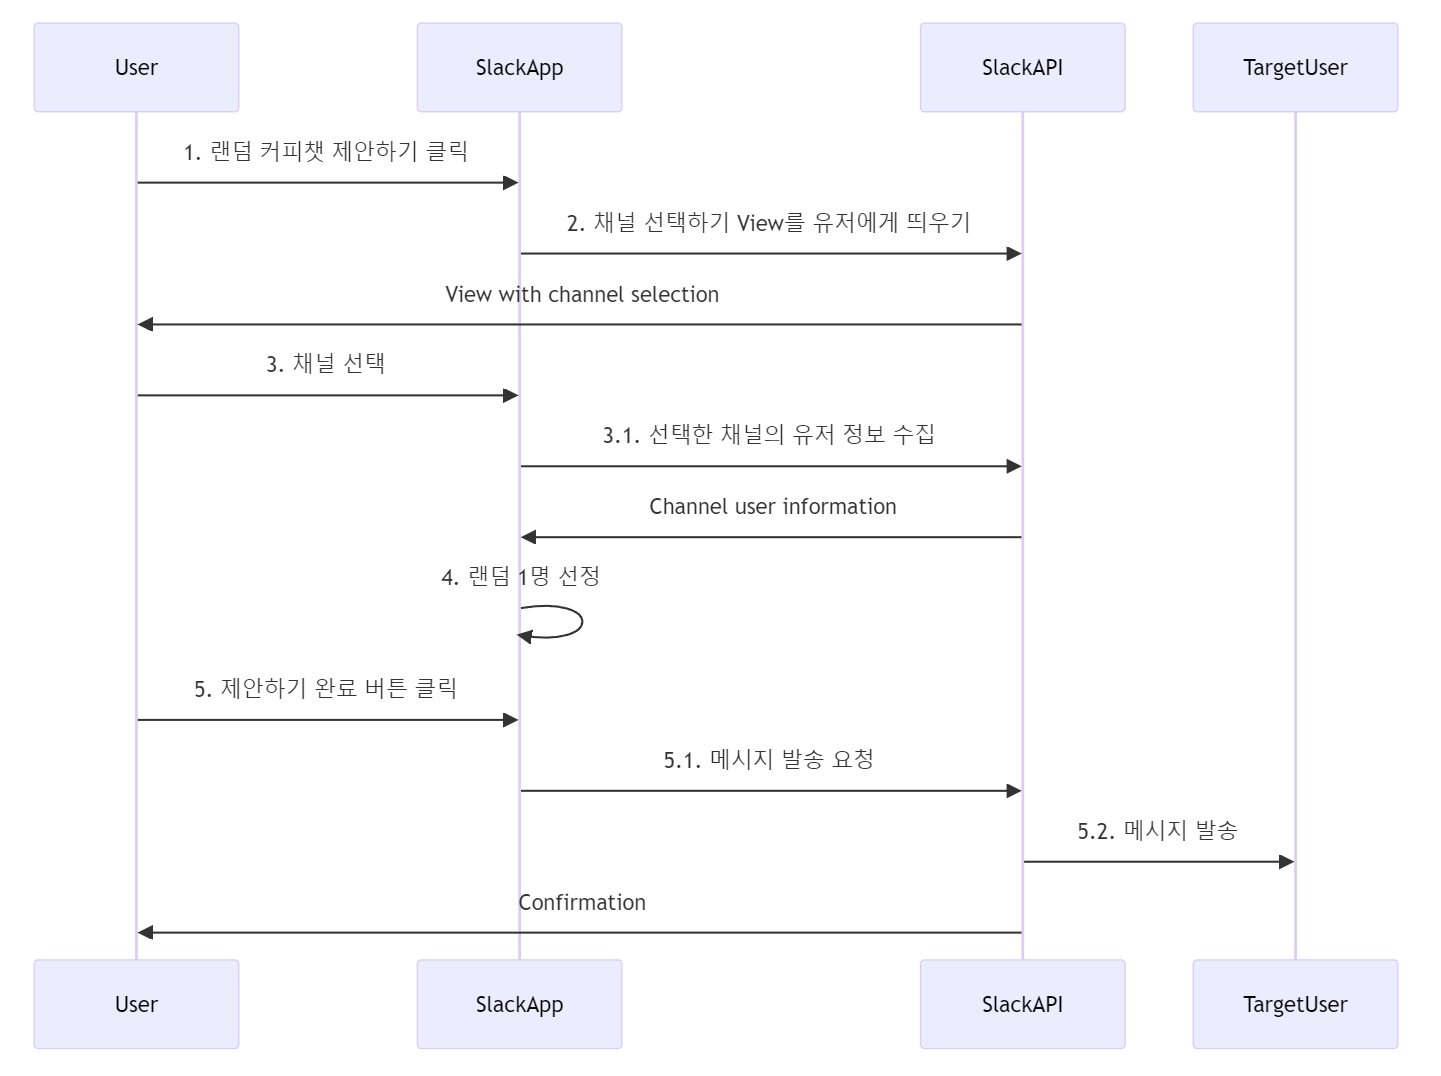 User
SlackApp
SlackAPI
TargetUser
1. 랜덤 커피챗 제안하기 클릭
2. 채널 선택하기 View를 유저에게 띄우기
View with channel selection
3. 채널 선택
3.1. 선택한 채널의 유저 정보 수집
Channel user information
4. 랜덤 1명 선정
5. 제안하기 완료 버튼 클릭
5.1. 메시지 발송 요청
5.2. 메시지 발송
Confirmation
User
SlackApp
SlackAPI
TargetUser